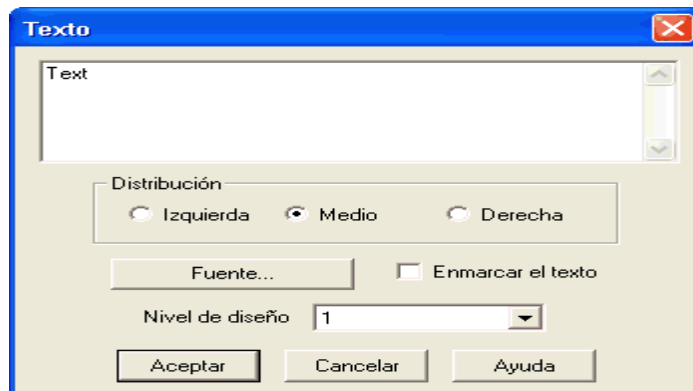 Texto
Text
Distribución
Izquierda Medio Derecha
Fuente... Enmarcar el texto
Nivel de diseño 1
Aceptar Cancelar Ayuda